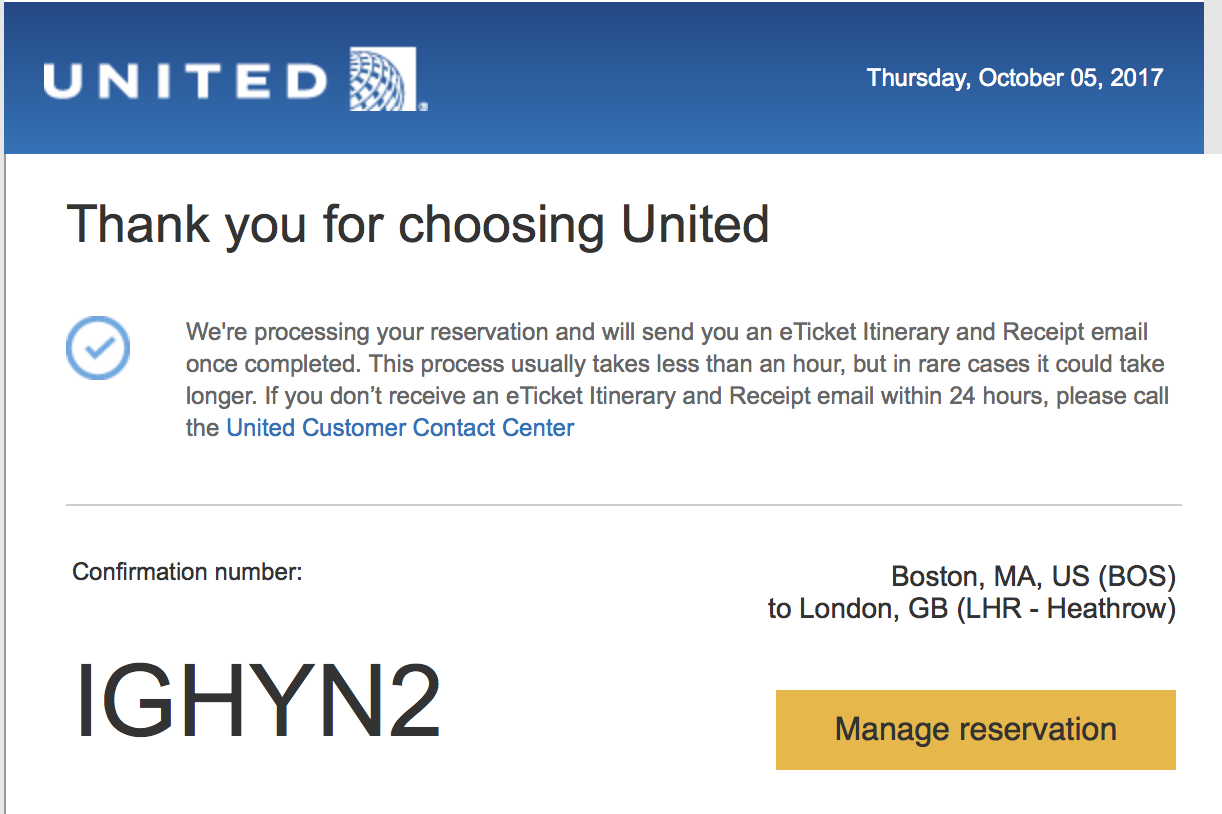 UNITED
Thursday, October 05, 2017
Thank you for choosing United
We're processing your reservation and will send you an eTicket Itinerary and Receipt email
once completed. This process usually takes less than an hour, but in rare cases it could take
longer. If you don’t receive an eTicket Itinerary and Receipt email within 24 hours, please call
the United Customer Contact Center
Confirmation number:
IGHYN2
Boston, MA, US (BOS)
to London, GB (LHR - Heathrow)
Manage reservation